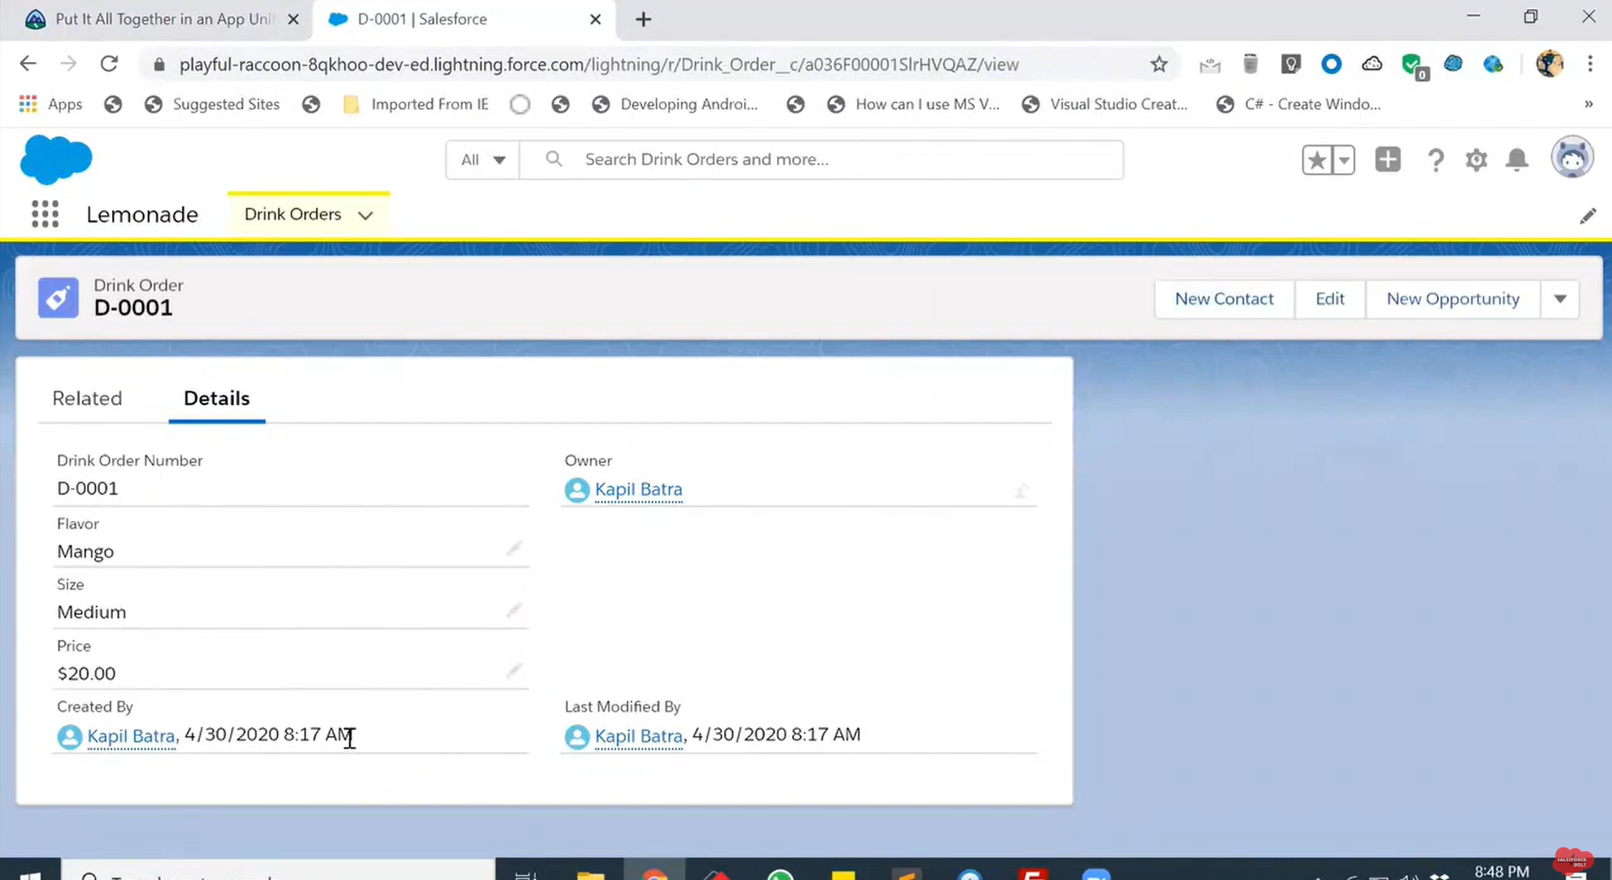 Put It All Together in an App Uni
D-0001 | Salesforce
playful-raccoon-8qkhoo-dev-ed.lightning.force.com/lightning/r/Drink_Order__c/a036F00001SIrHVQAZ/view
0
Apps
Suggested Sites
Imported From IE
Developing Androi...
How can I use MS V...
Visual Studio Creat...
C# - Create Windo...
»
All
Search Drink Orders and more...
Lemonade
Drink Orders
Drink Order
D-0001
New Contact
Edit
New Opportunity
Related
Details
Drink Order Number
D-0001
Owner
Kapil Batra
Flavor
Mango
Size
Medium
Price
$20.00
Created By
Kapil Batra, 4/30/2020 8:17 AM
Last Modified By
Kapil Batra, 4/30/2020 8:17 AM
8:48 PM
SALESFORCE
BOLT